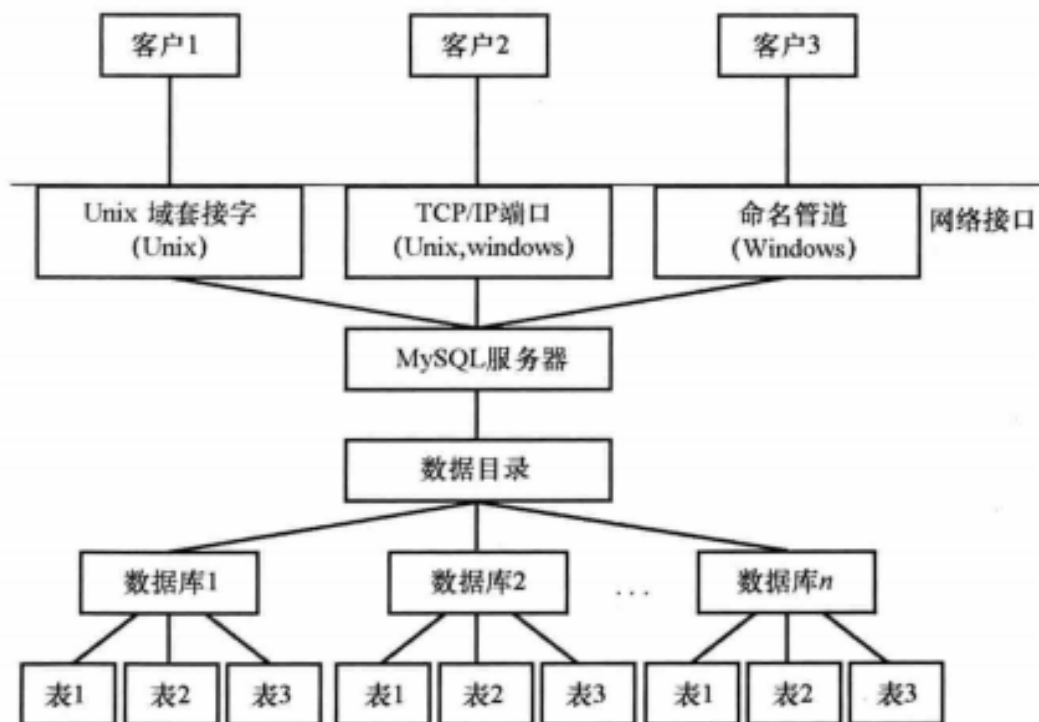 客户1
客户2
客户3
Unix 域套接字
(Unix)
TCP/IP端口
(Unix,windows)
命名管道
(Windows)
网络接口
MySQL服务器
数据目录
数据库1
数据库2
...
数据库n
表1
表2
表3
表1
表2
表3
表1
表2
表3